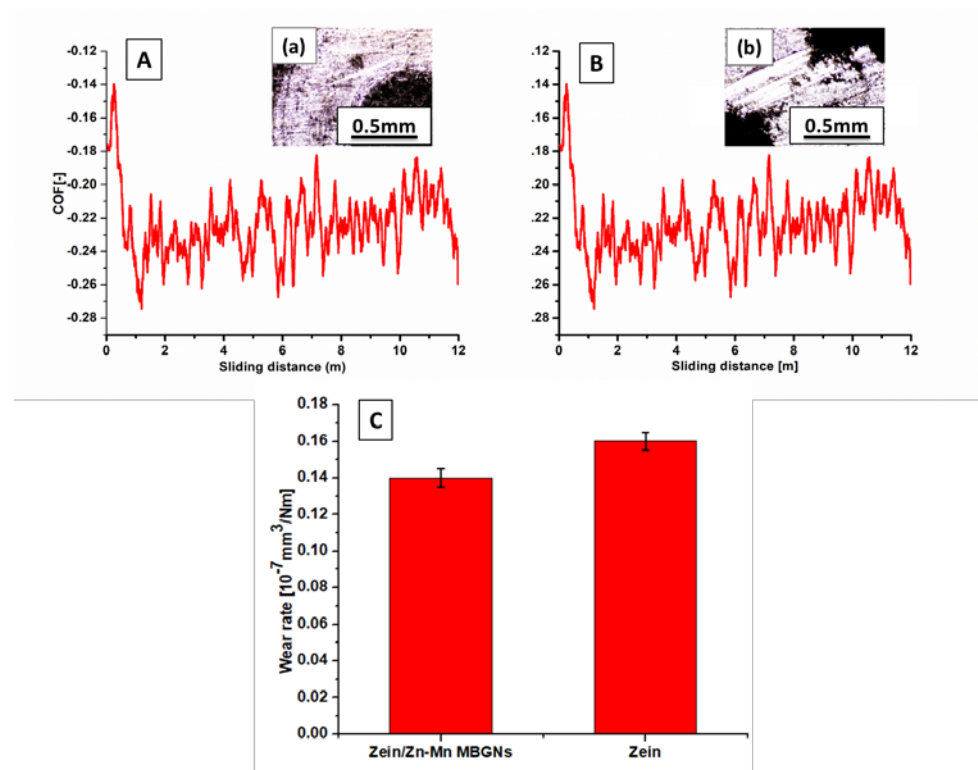 A
(a)
0.5mm
-0.12
-0.14
-0.16
-0.18
-0.20
-0.22
-0.24
-0.26
-0.28
COF[-]
0 2 4 6 8 10 12
Sliding distance (m)
B
(b)
0.5mm
.12
.14
.16
.18
.20
.22
.24
.26
.28
0 2 4 6 8 10 12
Sliding distance [m]
C
0.18
0.16
0.14
0.12
0.10
0.08
0.06
0.04
0.02
0.00
Wear rate [10⁻⁷mm³/Nm]
Zein/Zn-Mn MBGNs Zein